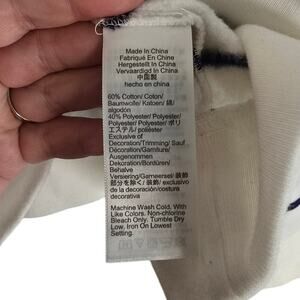 Made In China
Fabriqué En Chine
Hergestellt In China
Vervaardigd In China
中国製
hecho en china
60% Cotton/ Coton/
Baumwolle/ Katoen/ 綿/
algodón
40% Polyester/ Polyester/
Polyester/ Polyester/ ポリ
エステル/ poliéster
Exclusive of
Decoration/Trimming/ Sauf
Décoration/Garniture/
Ausgenommen
Dekoration/Bordüren/
Behalve
Versiering/Garneersel/ 装飾
部分を除く/ 装飾/ exclusivo
de la decoración/costura
decorativa
Machine Wash Cold. With
Like Colors. Non-chlorine
Bleach Only. Tumble Dry
Low. Iron On Lowest
Setting.